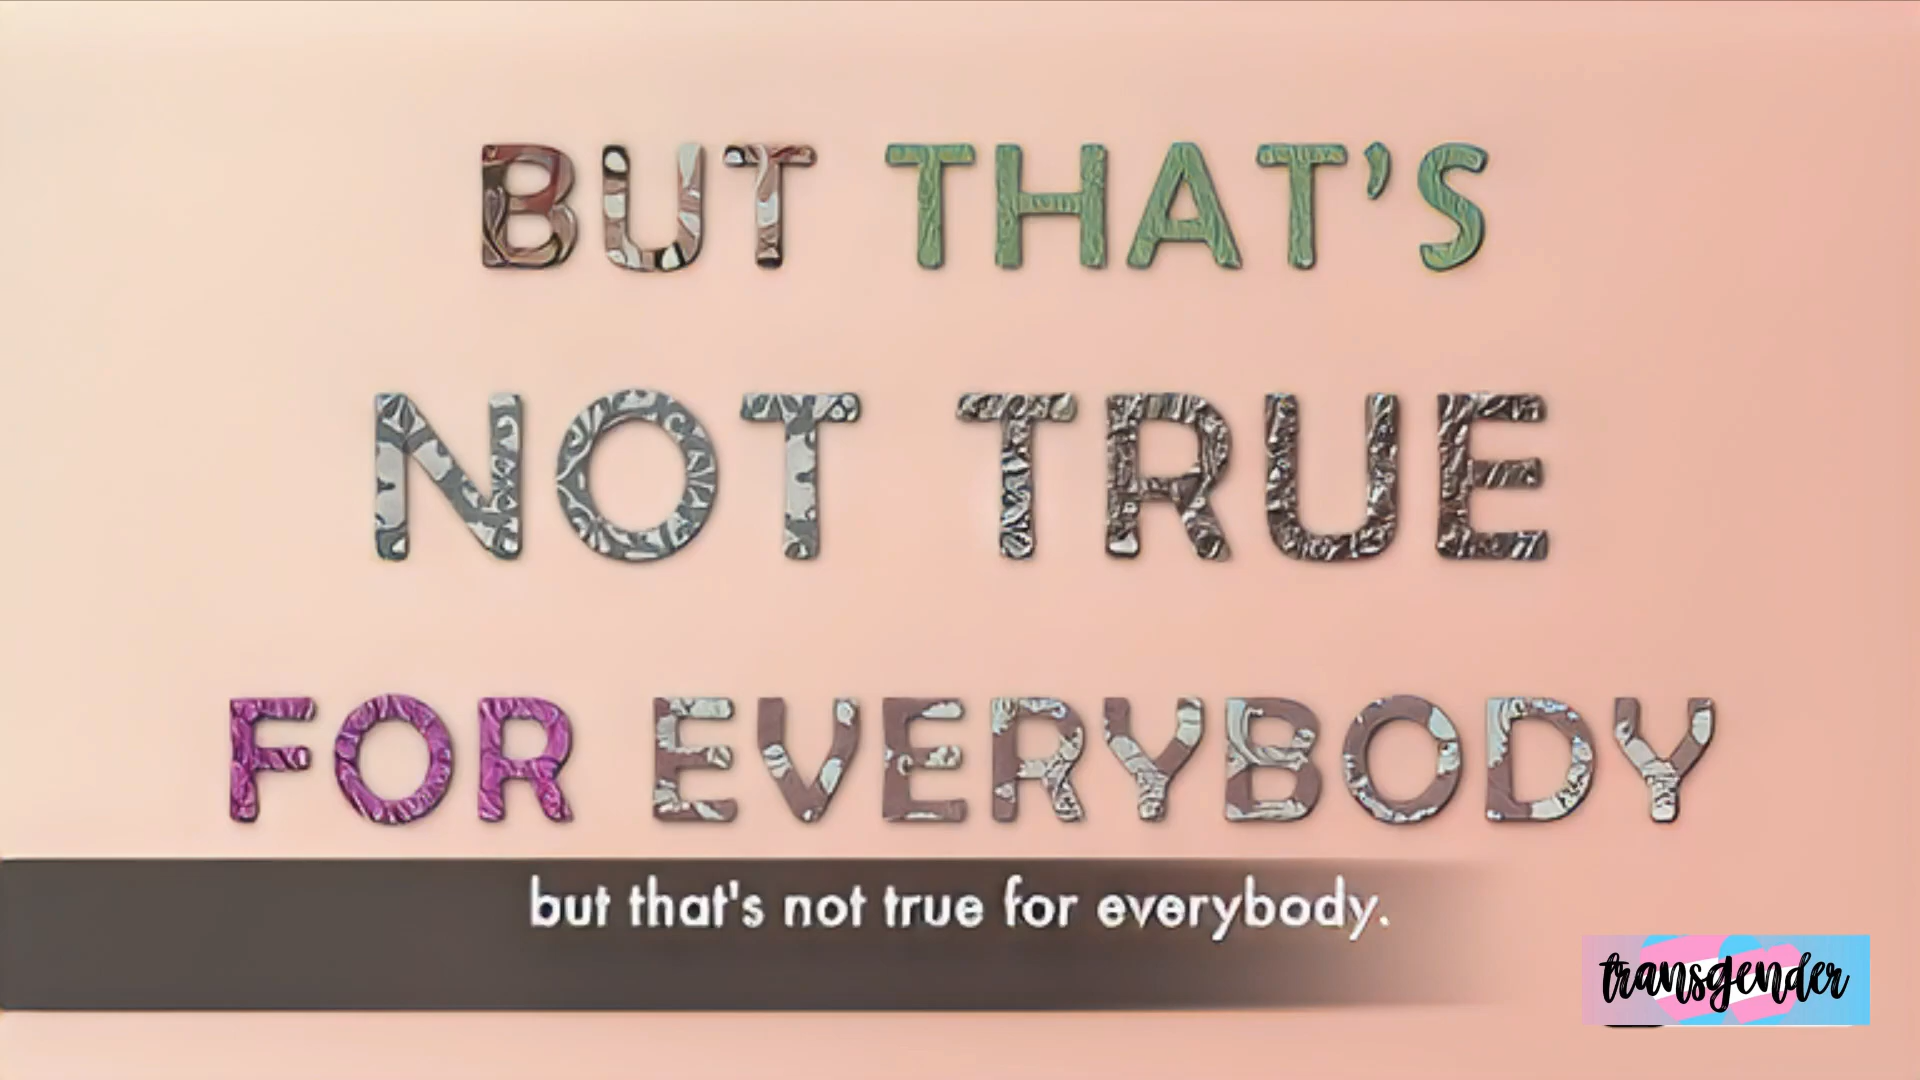 BUT THAT'S
NOT TRUE
FOR EVERYBODY
but that's not true for everybody.
transgender